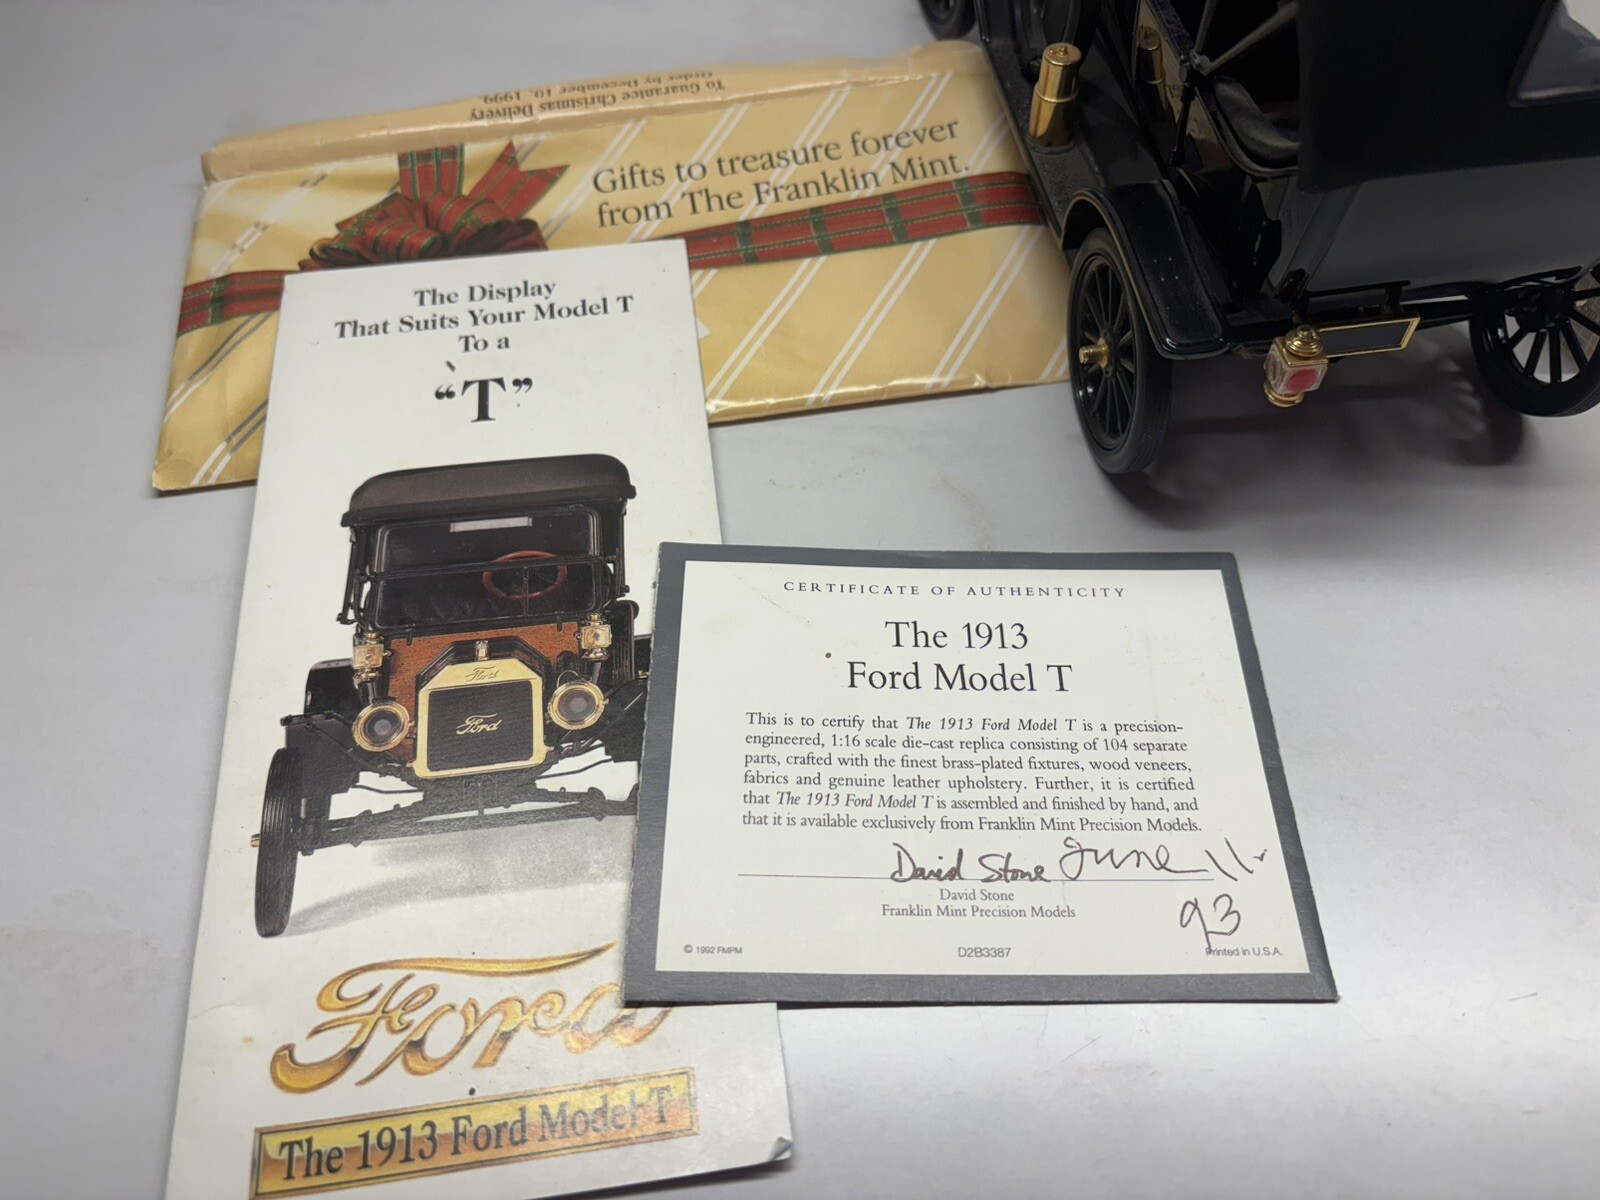 To Guarantee Christmas Delivery
Order by December 10, 1999.
Gifts to treasure forever
from The Franklin Mint.
The Display
That Suits Your Model T
To a
“T”
Ford
Ford
Ford
The 1913 Ford Model T
CERTIFICATE OF AUTHENTICITY
The 1913
Ford Model T
This is to certify that The 1913 Ford Model T is a precision-
engineered, 1:16 scale die-cast replica consisting of 104 separate
parts, crafted with the finest brass-plated fixtures, wood veneers,
fabrics and genuine leather upholstery. Further, it is certified
that The 1913 Ford Model T is assembled and finished by hand, and
that it is available exclusively from Franklin Mint Precision Models.
David Stone June 11
93
David Stone
Franklin Mint Precision Models
© 1992 FMPM
D2B3387
Printed in U.S.A.